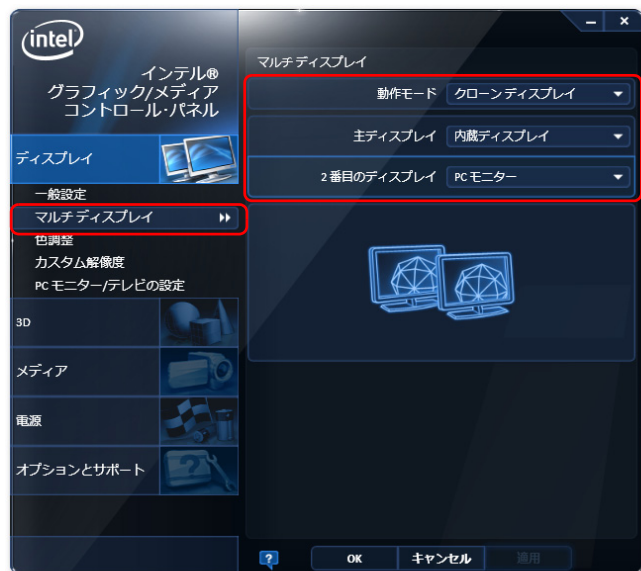 intel
インテル®
グラフィック/メディア
コントロール･パネル
ディスプレイ
一般設定
マルチディスプレイ
色調整
カスタム解像度
PCモニター/テレビの設定
3D
メディア
電源
オプションとサポート
マルチディスプレイ
動作モード クローンディスプレイ
主ディスプレイ 内蔵ディスプレイ
2番目のディスプレイ PCモニター
? OK キャンセル 適用